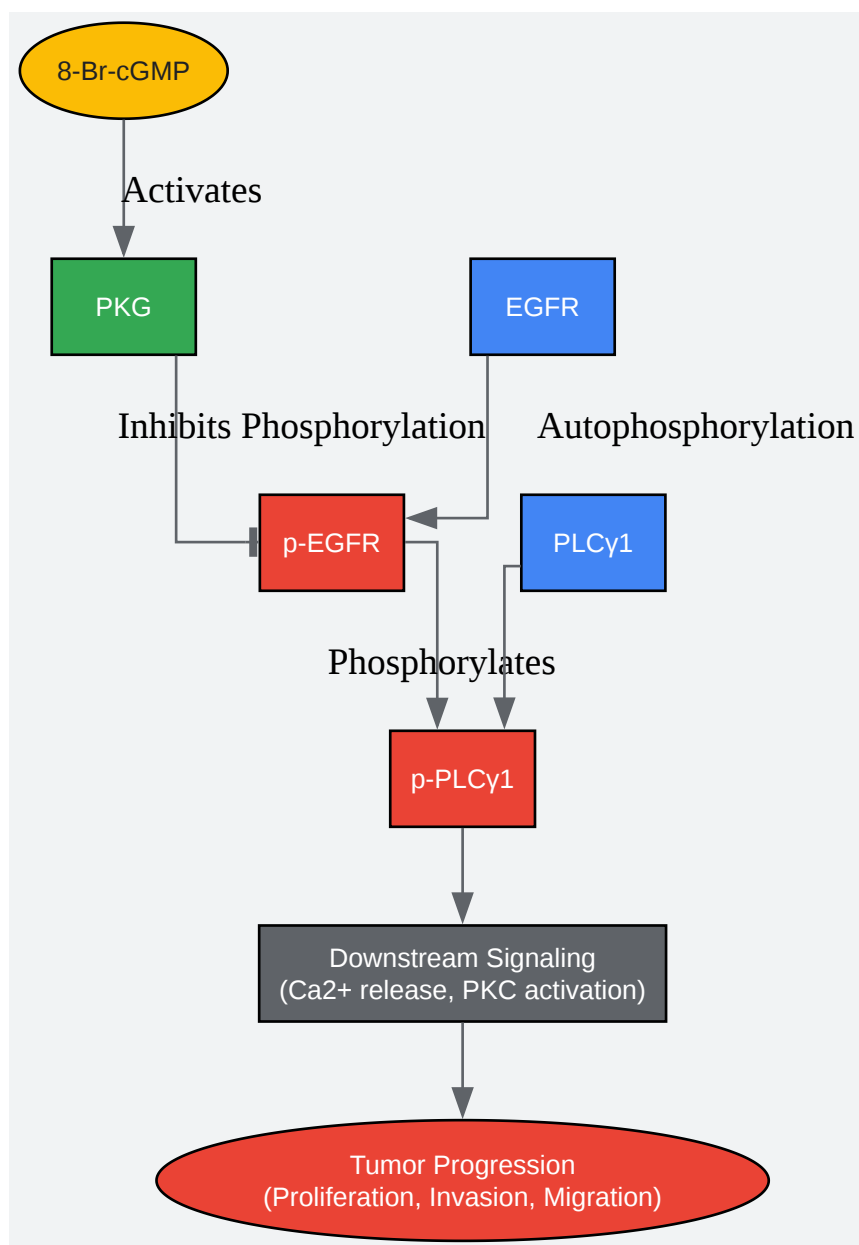 8-Br-cGMP
Activates
PKG
EGFR
Inhibits Phosphorylation
Autophosphorylation
p-EGFR
PLCγ1
Phosphorylates
p-PLCγ1
Downstream Signaling
(Ca2+ release, PKC activation)
Tumor Progression
(Proliferation, Invasion, Migration)